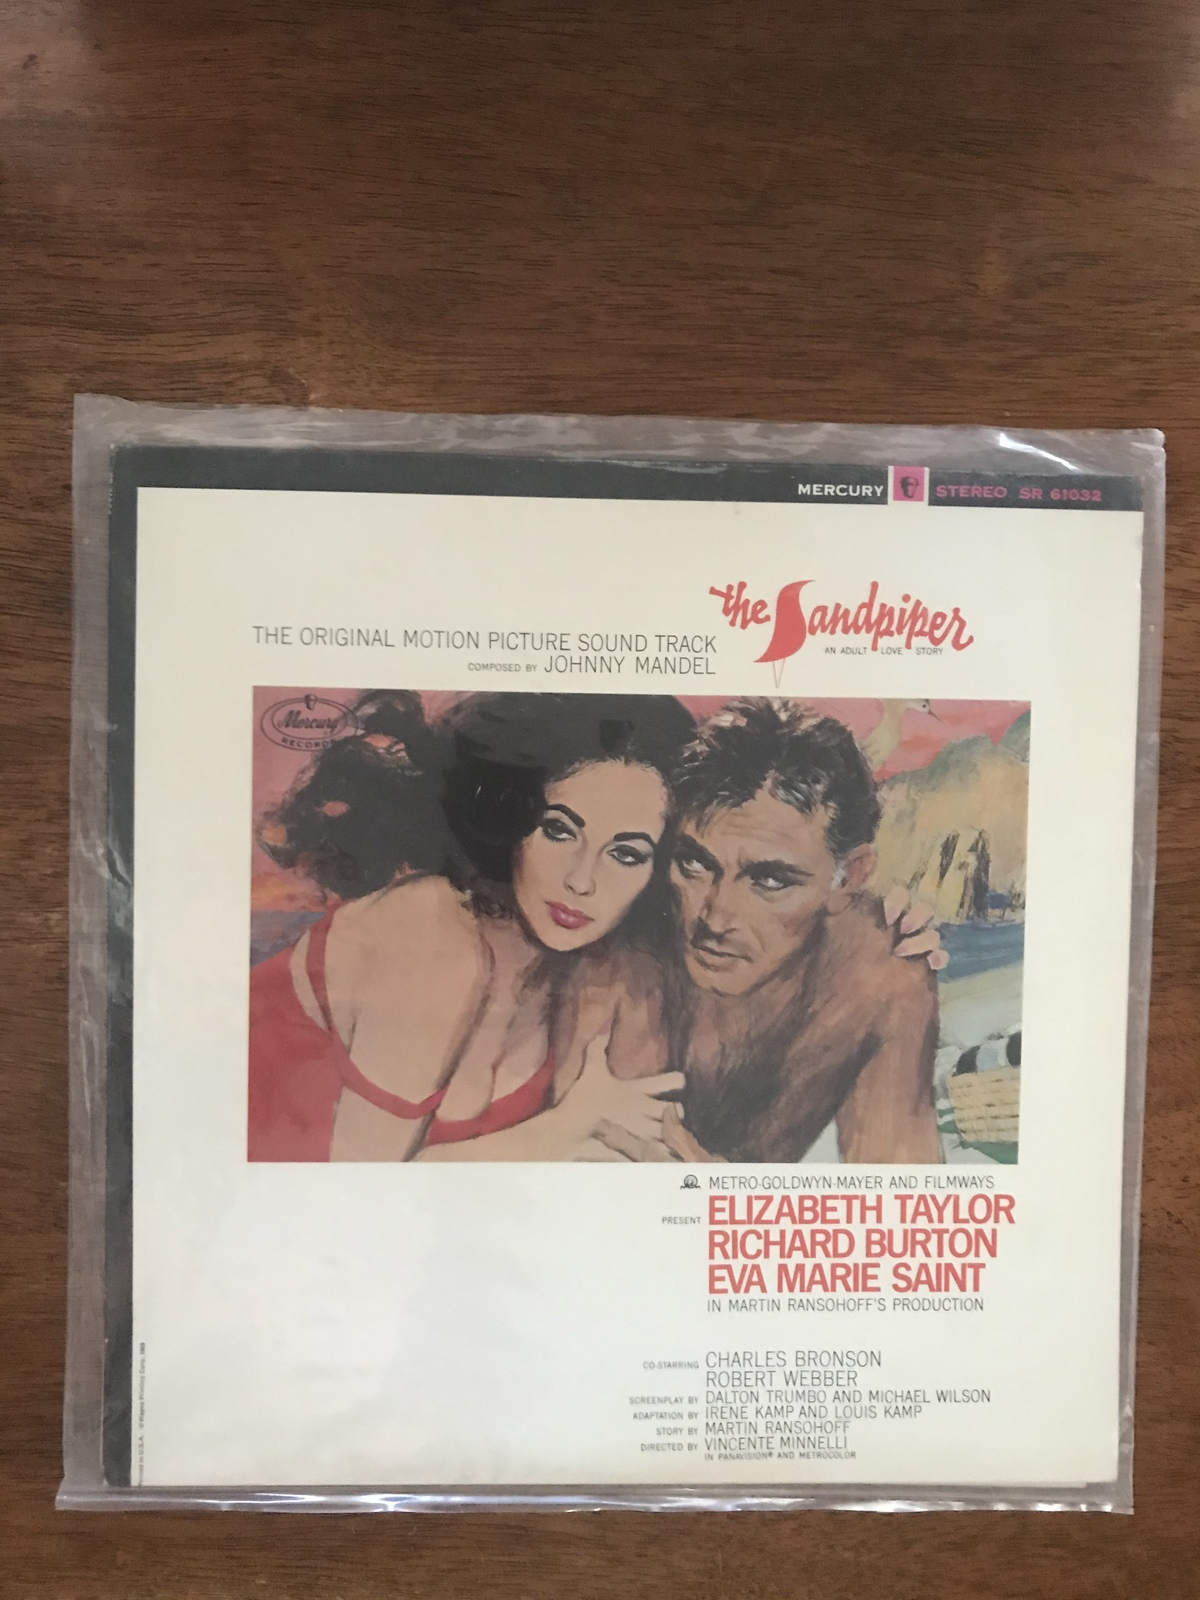 MERCURY STEREO SR 61032
the Sandpiper
AN ADULT LOVE STORY
THE ORIGINAL MOTION PICTURE SOUND TRACK
COMPOSED BY JOHNNY MANDEL
Mercury
RECORDS
METRO-GOLDWYN-MAYER AND FILMWAYS
PRESENT ELIZABETH TAYLOR
RICHARD BURTON
EVA MARIE SAINT
IN MARTIN RANSOHOFF'S PRODUCTION
CO-STARRING CHARLES BRONSON
ROBERT WEBBER
SCREENPLAY BY DALTON TRUMBO AND MICHAEL WILSON
ADAPTATION BY IRENE KAMP AND LOUIS KAMP
STORY BY MARTIN RANSOHOFF
DIRECTED BY VINCENTE MINNELLI
IN PANAVISION® AND METROCOLOR